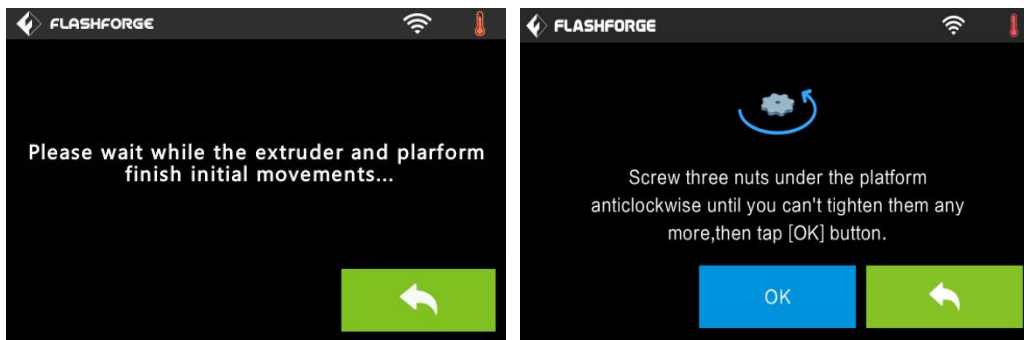 FLASHFORGE
Please wait while the extruder and plarform
finish initial movements...
FLASHFORGE
Screw three nuts under the platform
anticlockwise until you can't tighten them any
more,then tap [OK] button.
OK